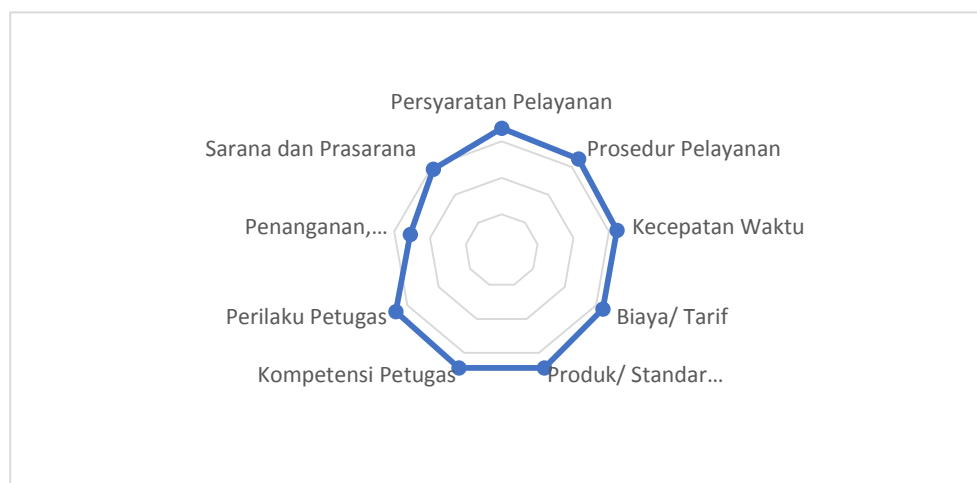 Persyaratan Pelayanan
Prosedur Pelayanan
Kecepatan Waktu
Biaya/ Tarif
Produk/ Standar...
Kompetensi Petugas
Perilaku Petugas
Penanganan,...
Sarana dan Prasarana